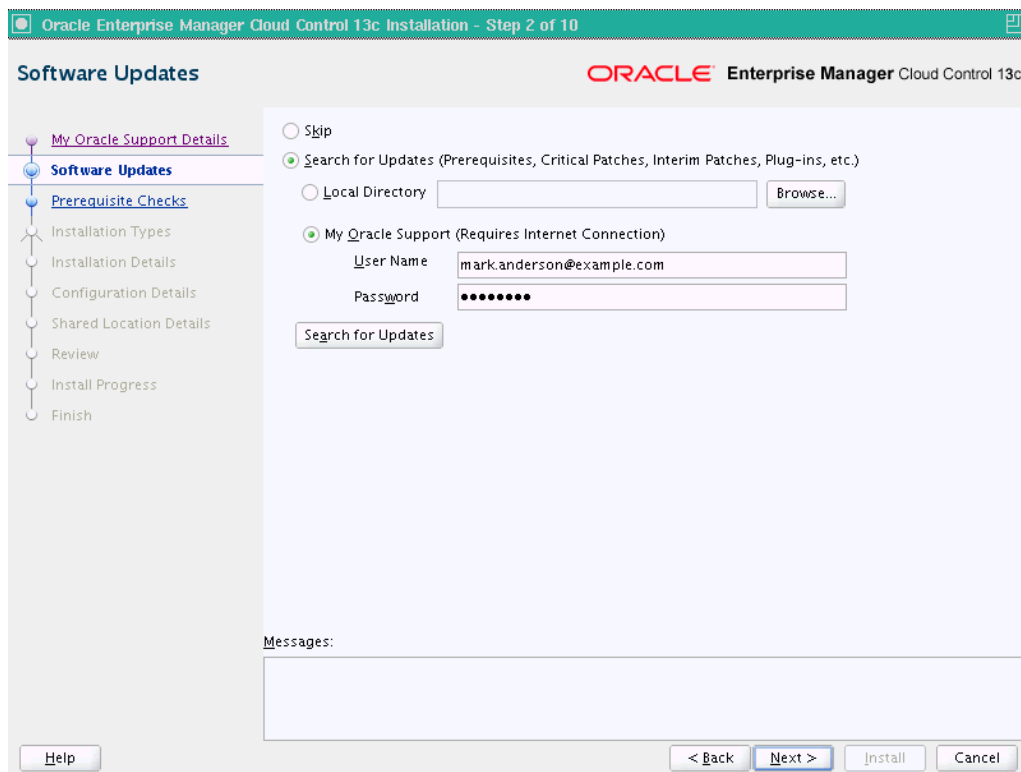 Oracle Enterprise Manager Cloud Control 13c Installation - Step 2 of 10
Software Updates
ORACLE Enterprise Manager Cloud Control 13c
My Oracle Support Details
Software Updates
Prerequisite Checks
Installation Types
Installation Details
Configuration Details
Shared Location Details
Review
Install Progress
Finish
Skip
Search for Updates (Prerequisites, Critical Patches, Interim Patches, Plug-ins, etc.)
Local Directory
Browse...
My Oracle Support (Requires Internet Connection)
User Name
mark.anderson@example.com
Password
••••••••
Search for Updates
Messages:
Help
< Back
Next >
Install
Cancel